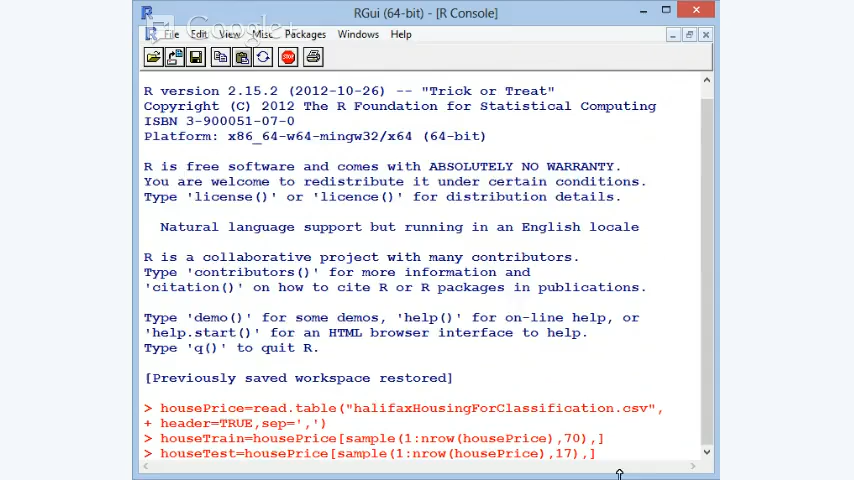 RGui (64-bit) - [R Console]
Google+
File Edit View Misc Packages Windows Help
STOP
R version 2.15.2 (2012-10-26) -- "Trick or Treat"
Copyright (C) 2012 The R Foundation for Statistical Computing
ISBN 3-900051-07-0
Platform: x86_64-w64-mingw32/x64 (64-bit)
R is free software and comes with ABSOLUTELY NO WARRANTY.
You are welcome to redistribute it under certain conditions.
Type 'license()' or 'licence()' for distribution details.
Natural language support but running in an English locale
R is a collaborative project with many contributors.
Type 'contributors()' for more information and
'citation()' on how to cite R or R packages in publications.
Type 'demo()' for some demos, 'help()' for on-line help, or
'help.start()' for an HTML browser interface to help.
Type 'q()' to quit R.
[Previously saved workspace restored]
> housePrice=read.table("halifaxHousingForClassification.csv",
+ header=TRUE,sep=',')
> houseTrain=housePrice[sample(1:nrow(housePrice),70),]
> houseTest=housePrice[sample(1:nrow(housePrice),17),]